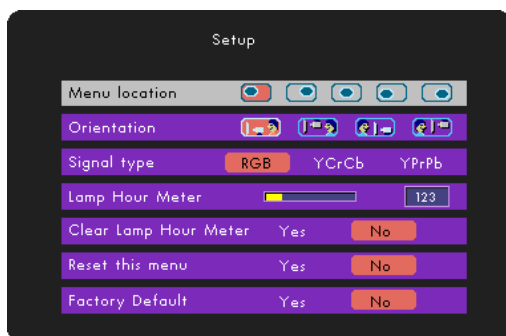 Setup
Menu location
Orientation
Signal type RGB YCrCb YPrPb
Lamp Hour Meter 123
Clear Lamp Hour Meter Yes No
Reset this menu Yes No
Factory Default Yes No